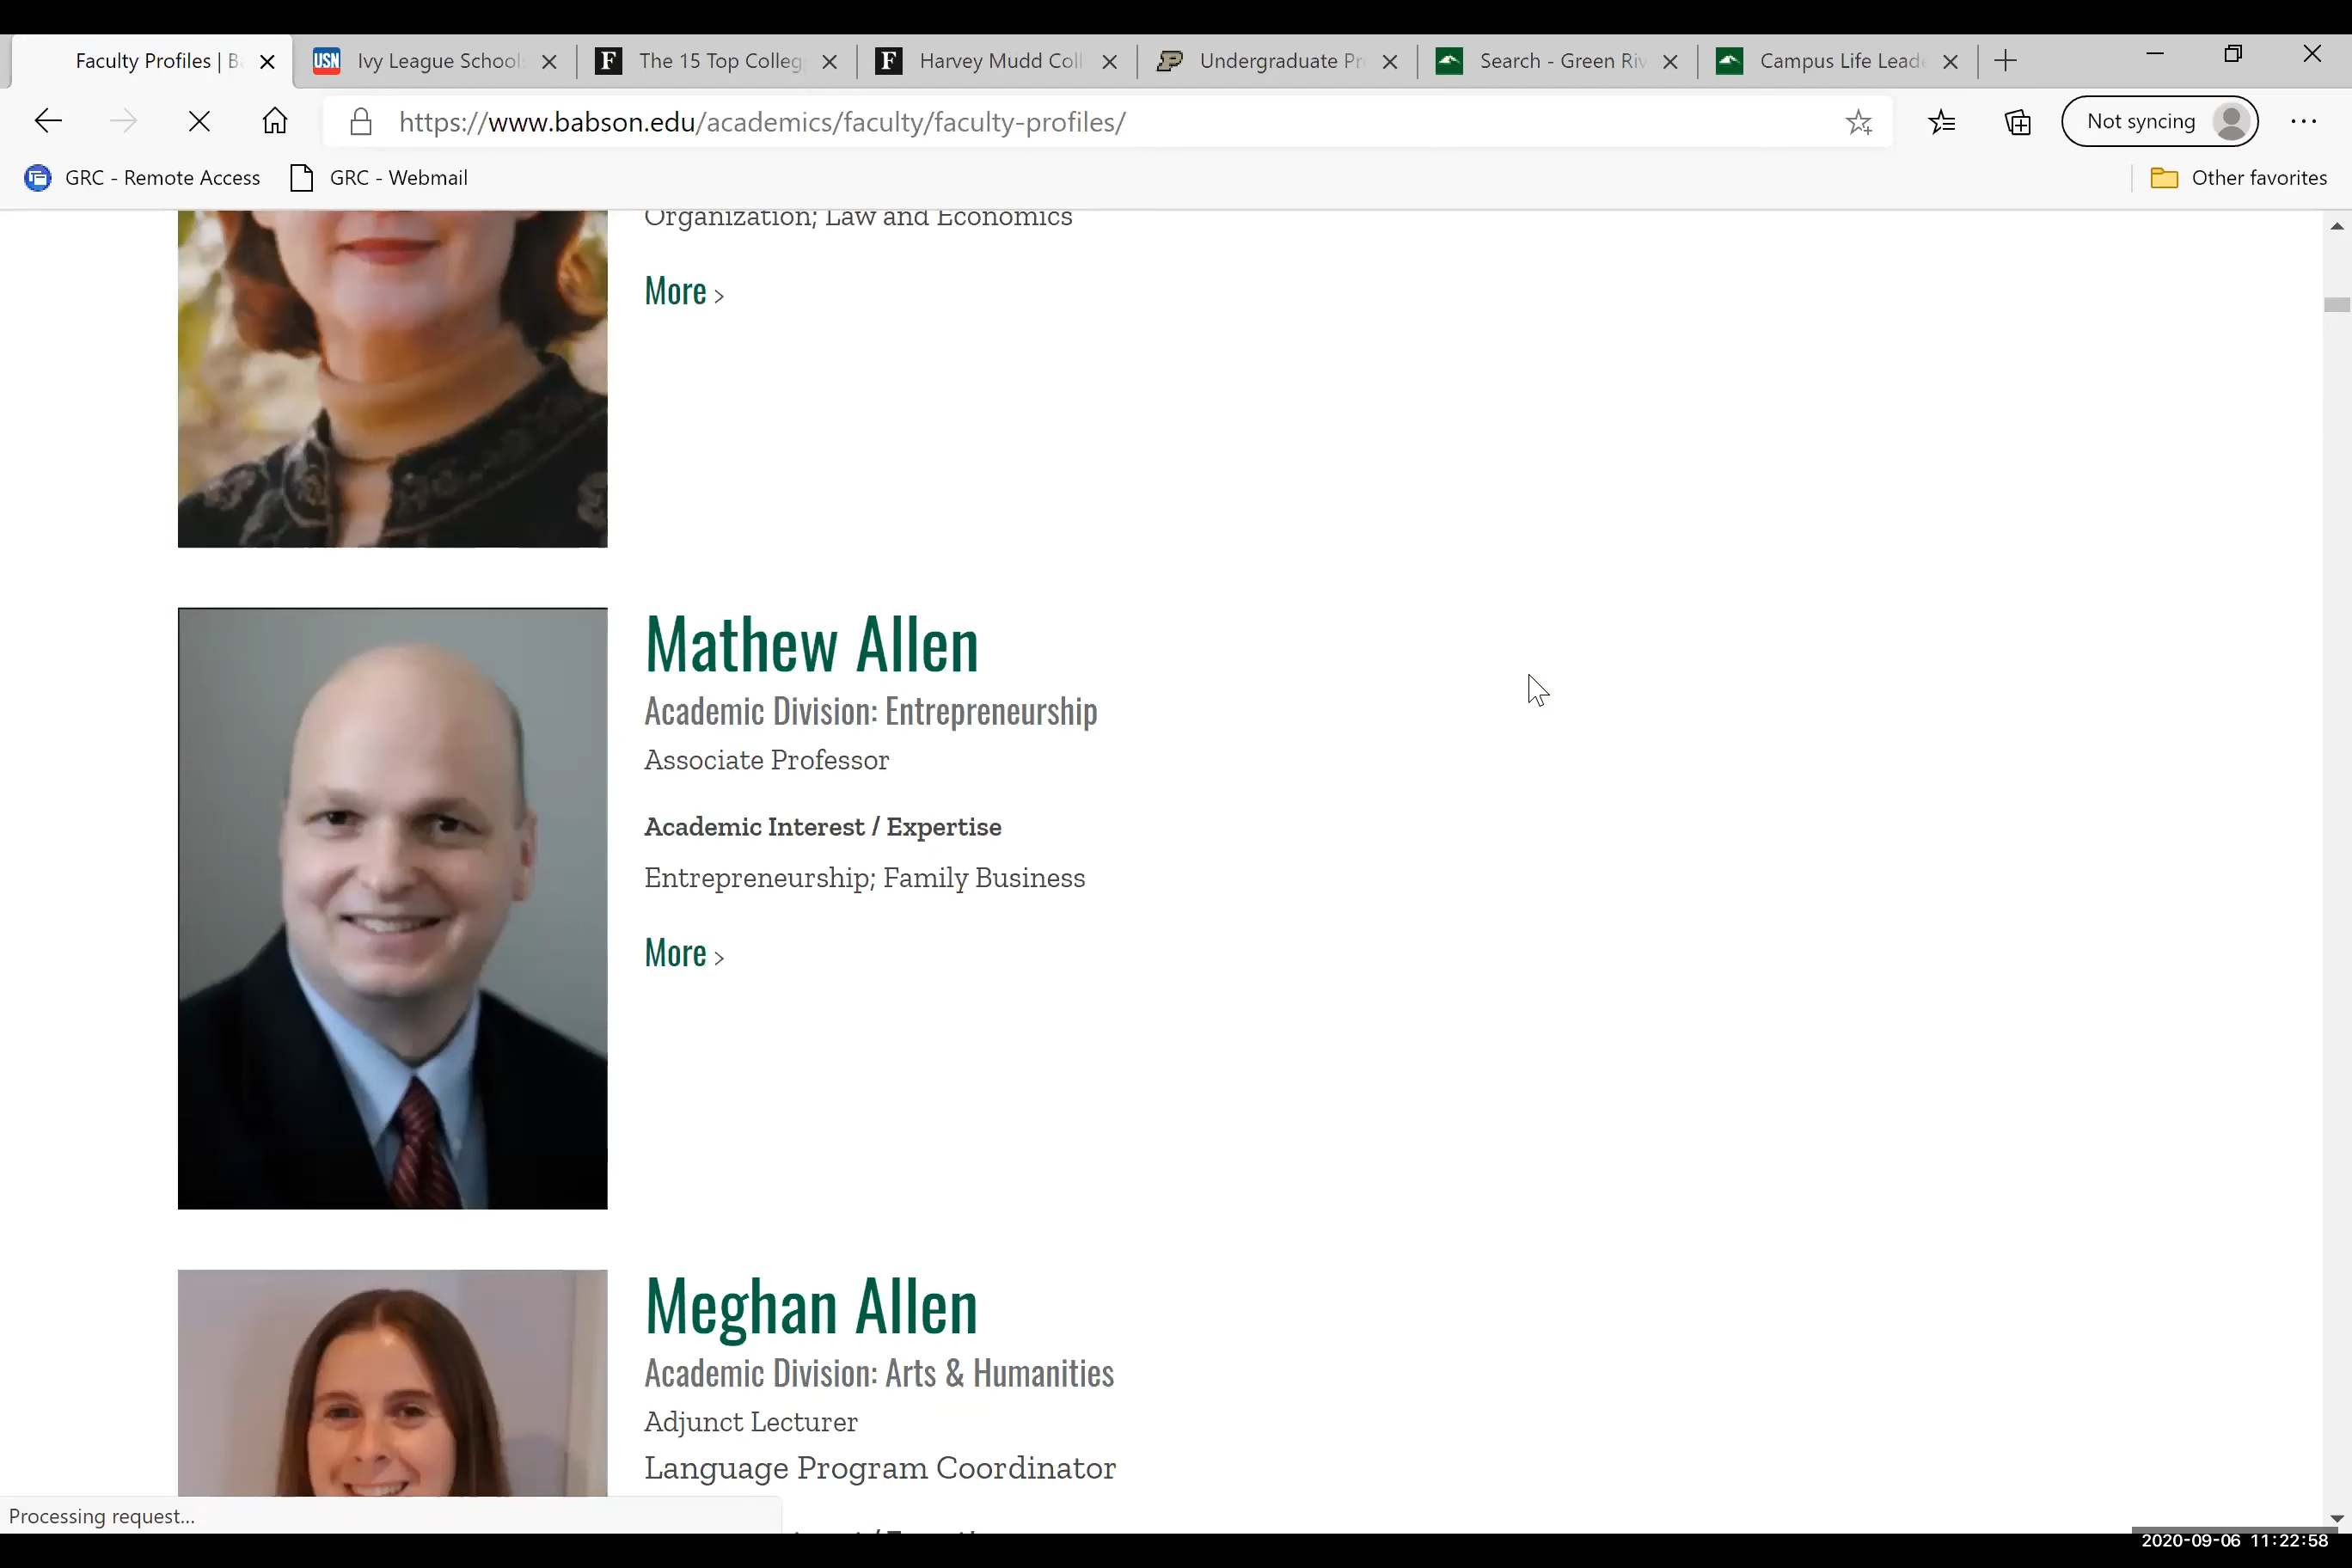 Faculty Profiles | B
Ivy League School
The 15 Top Colleg
Harvey Mudd Coll
Undergraduate Pr
Search - Green Riv
Campus Life Lead
https://www.babson.edu/academics/faculty/faculty-profiles/
Not syncing
GRC - Remote Access
GRC - Webmail
Other favorites
Organization; Law and Economics
More >
Mathew Allen
Academic Division: Entrepreneurship
Associate Professor
Academic Interest / Expertise
Entrepreneurship; Family Business
More >
Meghan Allen
Academic Division: Arts & Humanities
Adjunct Lecturer
Language Program Coordinator
Processing request...
2020-09-06 11:22:58